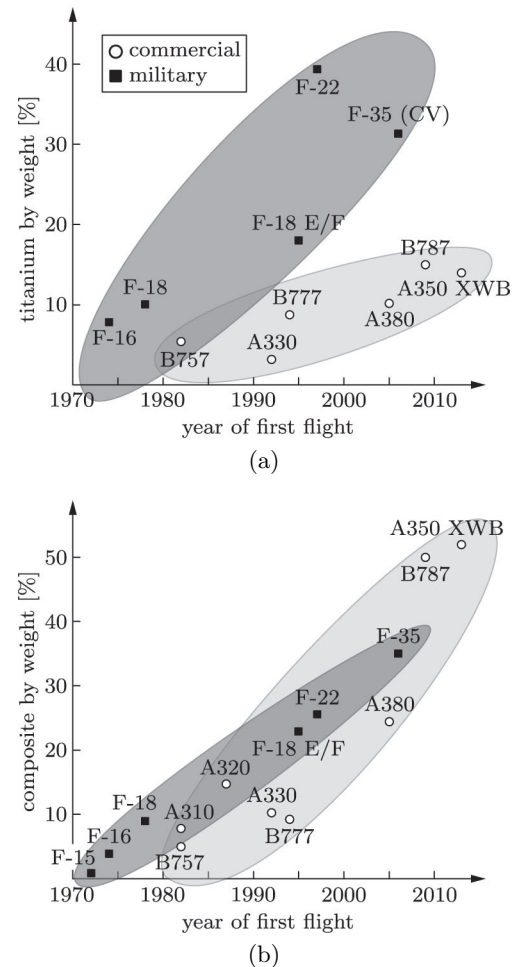 titanium by weight [%]
commercial
military
40
30
20
10
F-22
F-35 (CV)
F-18 E/F
B787
F-18
B777
A350 XWB
A380
F-16
A330
B757
1970
1980
1990
2000
2010
year of first flight
(a)
composite by weight [%]
50
40
30
20
10
A350 XWB
B787
F-35
F-22
A380
F-18 E/F
A320
F-18
A330
A310
F-16
B777
F-15
B757
1970
1980
1990
2000
2010
year of first flight
(b)